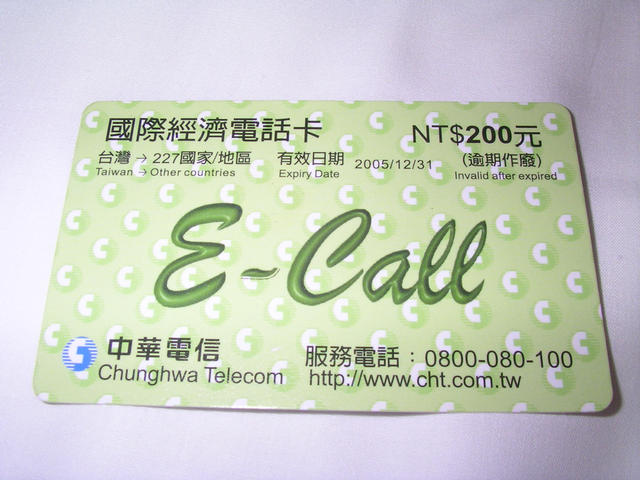 國際經濟電話卡 NT$200元
台灣 → 227國家/地區 有效日期 2005/12/31 (逾期作廢)
Taiwan → Other countries Expiry Date Invalid after expired
E-Call
中華電信 服務電話：0800-080-100
Chunghwa Telecom http://www.cht.com.tw